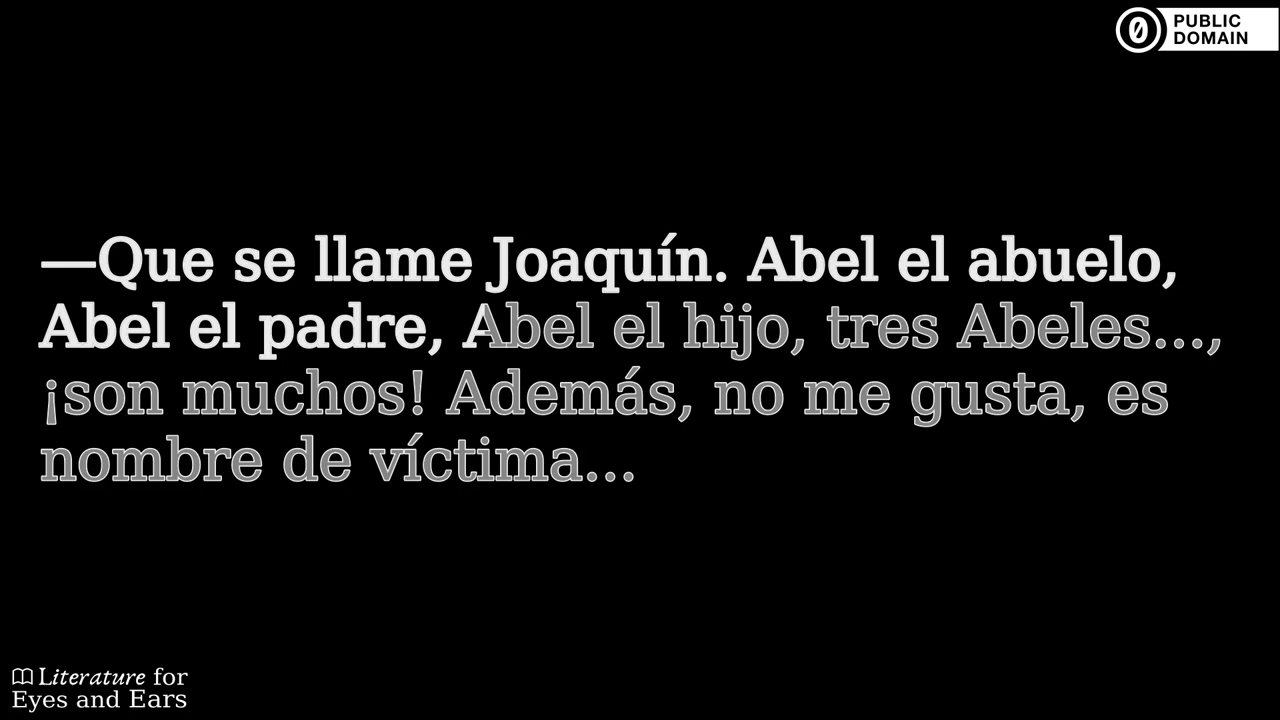 PUBLIC
DOMAIN
—Que se llame Joaquín. Abel el abuelo,
Abel el padre, Abel el hijo, tres Abeles...,
¡son muchos! Además, no me gusta, es
nombre de víctima...
Literature for
Eyes and Ears